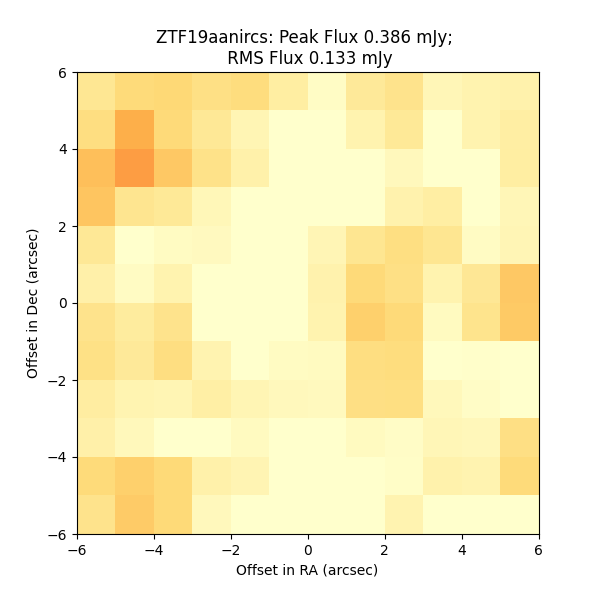 ZTF19aanircs: Peak Flux 0.386 mJy;
RMS Flux 0.133 mJy
6
4
2
0
−2
−4
−6
Offset in Dec (arcsec)
−6 −4 −2 0 2 4 6
Offset in RA (arcsec)